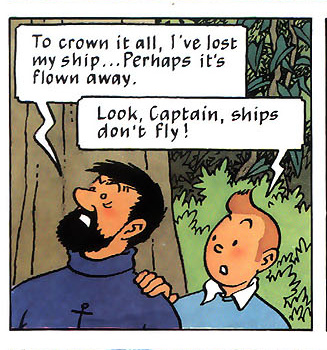 To crown it all, I've lost
my ship...Perhaps it's
flown away.
Look, Captain, ships
don't fly!